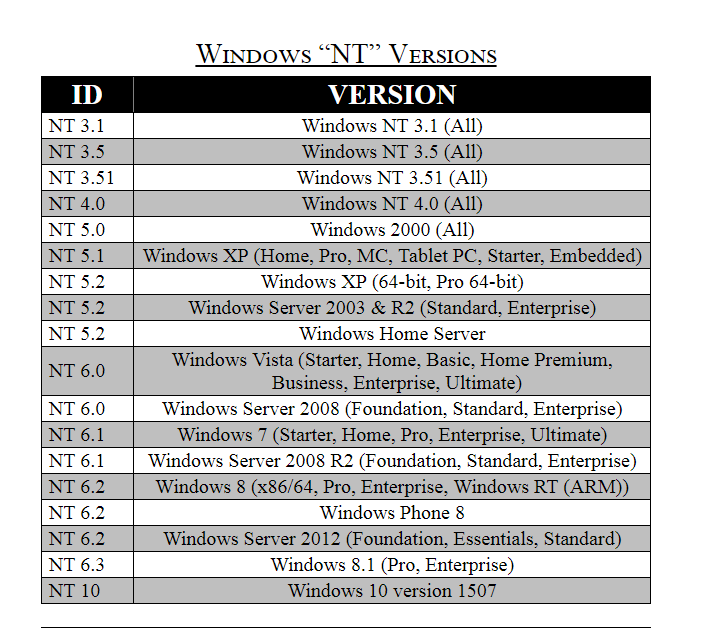 Windows “NT” Versions
ID VERSION
NT 3.1 Windows NT 3.1 (All)
NT 3.5 Windows NT 3.5 (All)
NT 3.51 Windows NT 3.51 (All)
NT 4.0 Windows NT 4.0 (All)
NT 5.0 Windows 2000 (All)
NT 5.1 Windows XP (Home, Pro, MC, Tablet PC, Starter, Embedded)
NT 5.2 Windows XP (64-bit, Pro 64-bit)
NT 5.2 Windows Server 2003 & R2 (Standard, Enterprise)
NT 5.2 Windows Home Server
NT 6.0 Windows Vista (Starter, Home, Basic, Home Premium,
Business, Enterprise, Ultimate)
NT 6.0 Windows Server 2008 (Foundation, Standard, Enterprise)
NT 6.1 Windows 7 (Starter, Home, Pro, Enterprise, Ultimate)
NT 6.1 Windows Server 2008 R2 (Foundation, Standard, Enterprise)
NT 6.2 Windows 8 (x86/64, Pro, Enterprise, Windows RT (ARM))
NT 6.2 Windows Phone 8
NT 6.2 Windows Server 2012 (Foundation, Essentials, Standard)
NT 6.3 Windows 8.1 (Pro, Enterprise)
NT 10 Windows 10 version 1507